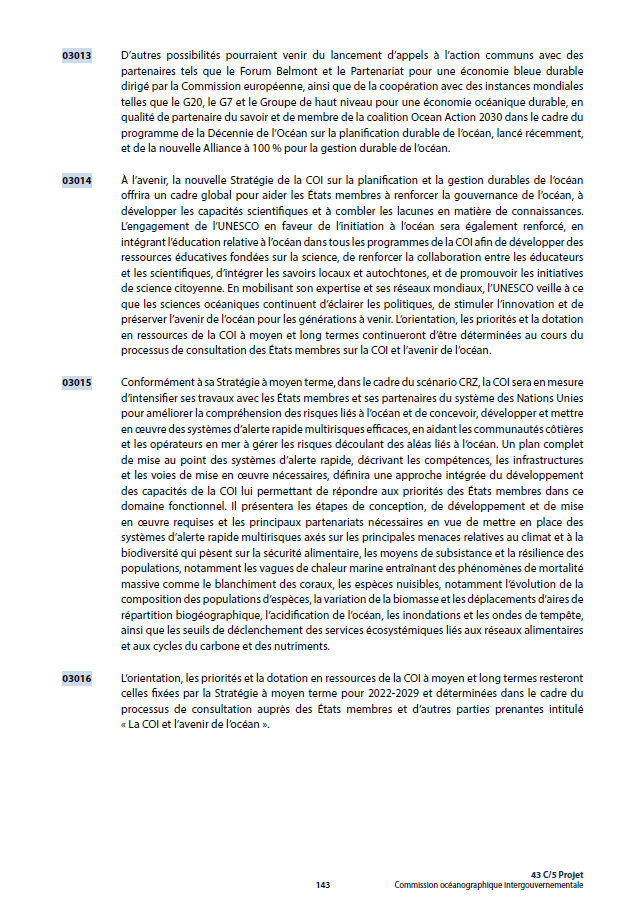 03013 D’autres possibilités pourraient venir du lancement d’appels à l’action communs avec des
partenaires tels que le Forum Belmont et le Partenariat pour une économie bleue durable
dirigé par la Commission européenne, ainsi que de la coopération avec des instances mondiales
telles que le G20, le G7 et le Groupe de haut niveau pour une économie océanique durable, en
qualité de partenaire du savoir et de membre de la coalition Ocean Action 2030 dans le cadre du
programme de la Décennie de l’Océan sur la planification durable de l’océan, lancé récemment,
et de la nouvelle Alliance à 100 % pour la gestion durable de l’océan.
03014 À l’avenir, la nouvelle Stratégie de la COI sur la planification et la gestion durables de l’océan
offrira un cadre global pour aider les États membres à renforcer la gouvernance de l’océan, à
développer les capacités scientifiques et à combler les lacunes en matière de connaissances.
L’engagement de l’UNESCO en faveur de l’initiation à l’océan sera également renforcé, en
intégrant l’éducation relative à l’océan dans tous les programmes de la COI afin de développer des
ressources éducatives fondées sur la science, de renforcer la collaboration entre les éducateurs
et les scientifiques, d’intégrer les savoirs locaux et autochtones, et de promouvoir les initiatives
de science citoyenne. En mobilisant son expertise et ses réseaux mondiaux, l’UNESCO veille à ce
que les sciences océaniques continuent d’éclairer les politiques, de stimuler l’innovation et de
préserver l’avenir de l’océan pour les générations à venir. L’orientation, les priorités et la dotation
en ressources de la COI à moyen et long termes continueront d’être déterminées au cours du
processus de consultation des États membres sur la COI et l’avenir de l’océan.
03015 Conformément à sa Stratégie à moyen terme, dans le cadre du scénario CRZ, la COI sera en mesure
d’intensifier ses travaux avec les États membres et ses partenaires du système des Nations Unies
pour améliorer la compréhension des risques liés à l’océan et de concevoir, développer et mettre
en œuvre des systèmes d’alerte rapide multirisques efficaces, en aidant les communautés côtières
et les opérateurs en mer à gérer les risques découlant des aléas liés à l’océan. Un plan complet
de mise au point des systèmes d’alerte rapide, décrivant les compétences, les infrastructures
et les voies de mise en œuvre nécessaires, définira une approche intégrée du développement
des capacités de la COI lui permettant de répondre aux priorités des États membres dans ce
domaine fonctionnel. Il présentera les étapes de conception, de développement et de mise
en œuvre requises et les principaux partenariats nécessaires en vue de mettre en place des
systèmes d’alerte rapide multirisques axés sur les principales menaces relatives au climat et à la
biodiversité qui pèsent sur la sécurité alimentaire, les moyens de subsistance et la résilience des
populations, notamment les vagues de chaleur marine entraînant des phénomènes de mortalité
massive comme le blanchiment des coraux, les espèces nuisibles, notamment l’évolution de la
composition des populations d’espèces, la variation de la biomasse et les déplacements d’aires de
répartition biogéographique, l’acidification de l’océan, les inondations et les ondes de tempête,
ainsi que les seuils de déclenchement des services écosystémiques liés aux réseaux alimentaires
et aux cycles du carbone et des nutriments.
03016 L’orientation, les priorités et la dotation en ressources de la COI à moyen et long termes resteront
celles fixées par la Stratégie à moyen terme pour 2022-2029 et déterminées dans le cadre du
processus de consultation auprès des États membres et d’autres parties prenantes intitulé
« La COI et l’avenir de l’océan ».
43 C/5 Projet
143 Commission océanographique intergouvernementale